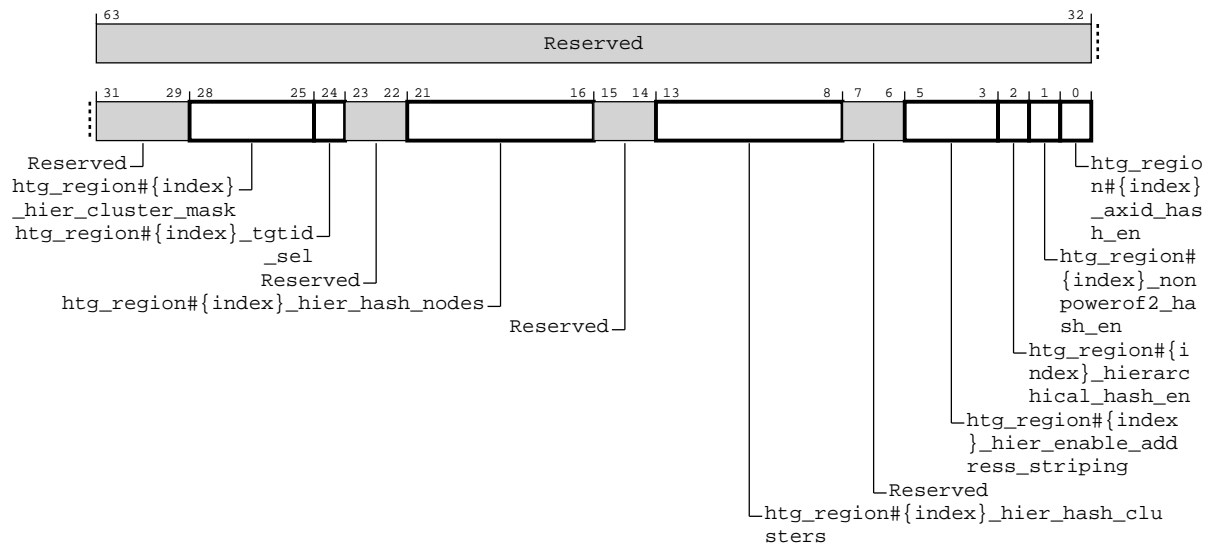 63 32
Reserved
31 29 28 25 24 23 22 21 16 15 14 13 8 7 6 5 3 2 1 0
Reserved
htg_region#{index}
_hier_cluster_mask
htg_region#{index}_tgtid
_sel
Reserved
htg_region#{index}_hier_hash_nodes
Reserved
htg_regio
n#{index}
_axid_has
h_en
htg_region#
{index}_non
powerof2_ha
sh_en
htg_region#{i
ndex}_hierarc
hical_hash_en
htg_region#{index
}_hier_enable_add
ress_striping
Reserved
htg_region#{index}_hier_hash_clu
sters